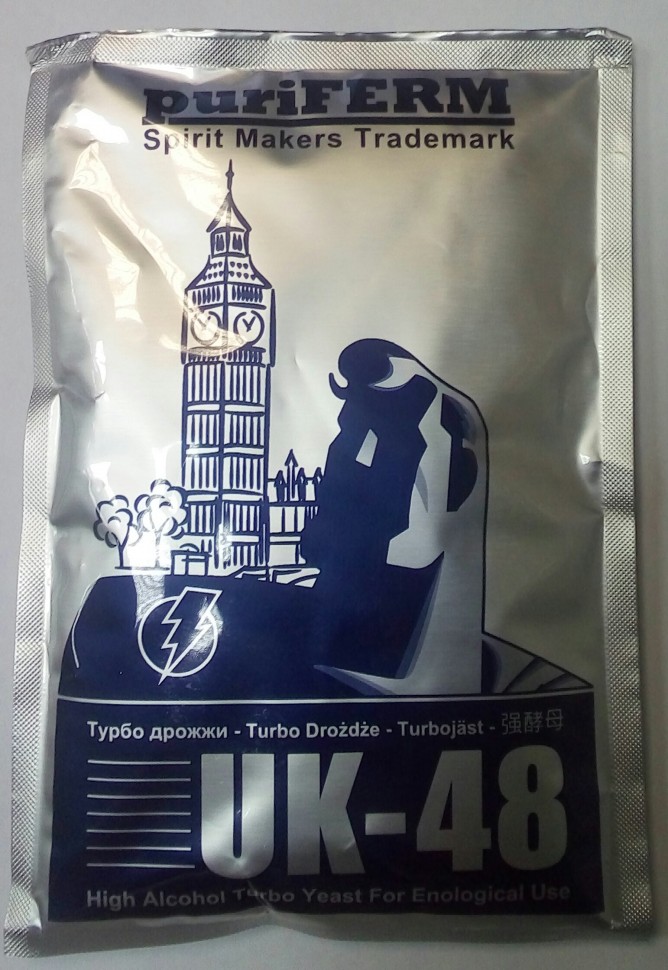 puriFERM
Spirit Makers Trademark
Турбо дрожжи - Turbo Drożdże - Turbojäst - 强酵母
UK-48
High Alcohol Turbo Yeast For Enological Use